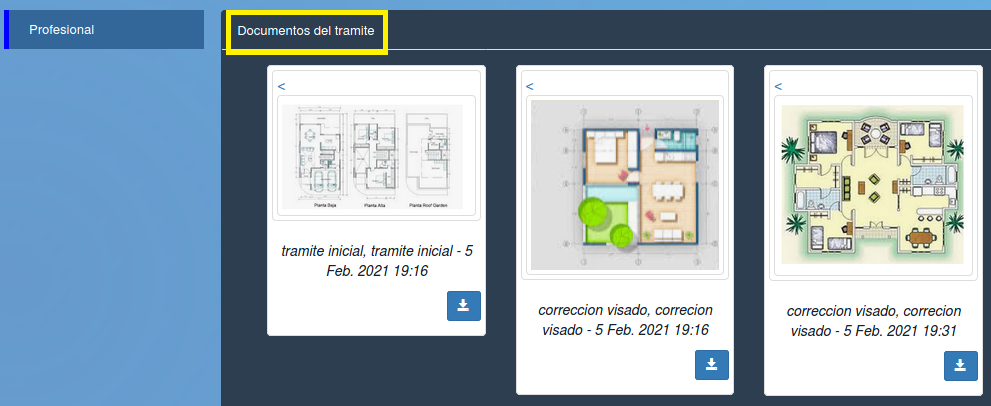 Profesional
Documentos del tramite
<
Planta Baja
Planta Alta
Planta Roof Garden
tramite inicial, tramite inicial - 5
Feb. 2021 19:16
<
correccion visado, correcion
visado - 5 Feb. 2021 19:16
<
correccion visado, correcion
visado - 5 Feb. 2021 19:31